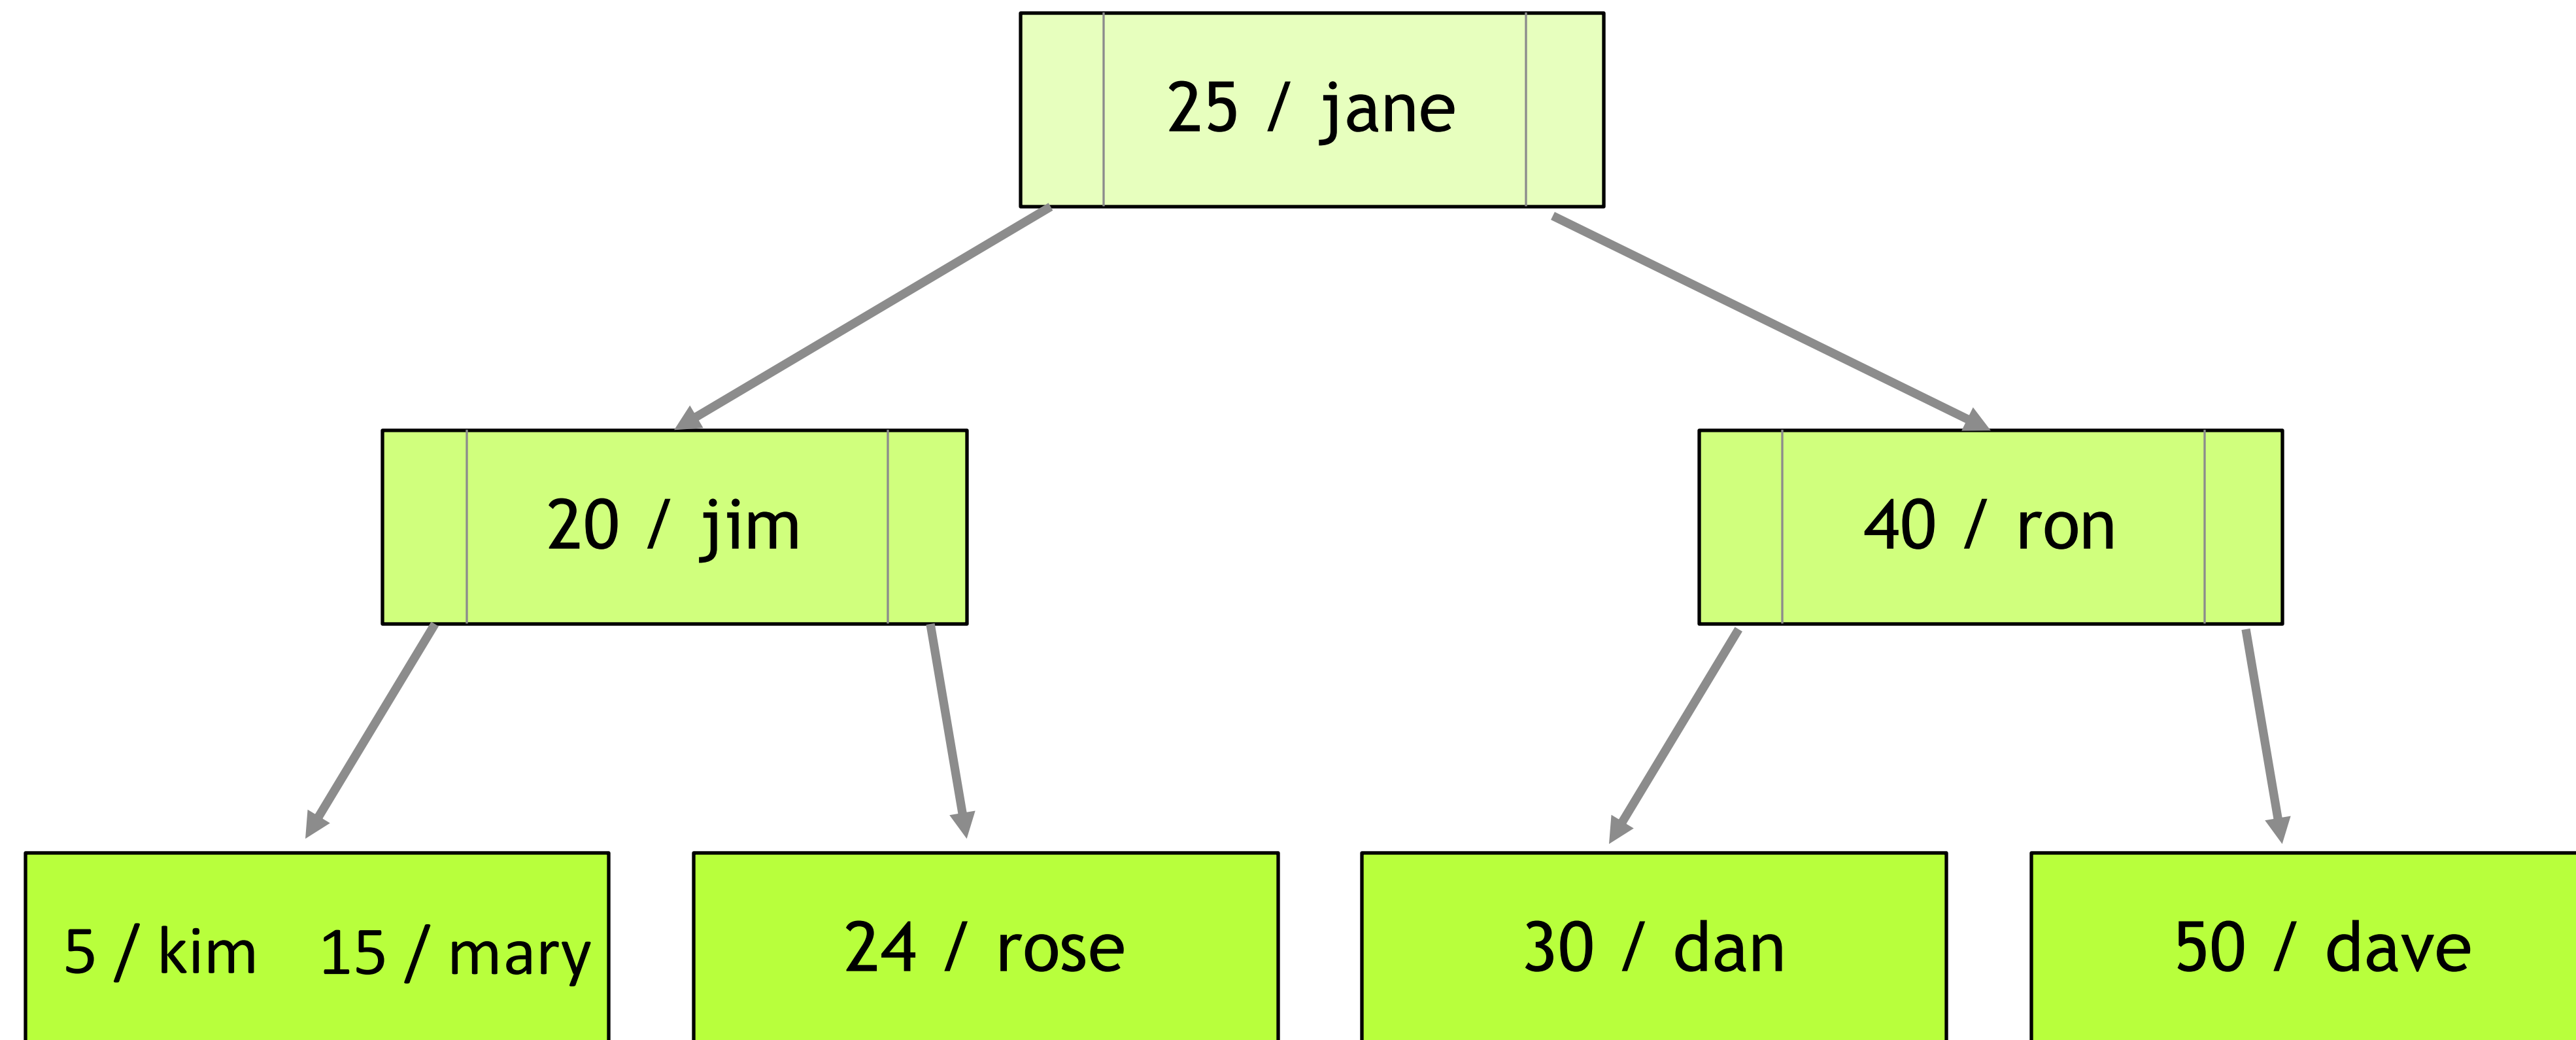 25 / jane
20 / jim
40 / ron
5 / kim 15 / mary
24 / rose
30 / dan
50 / dave